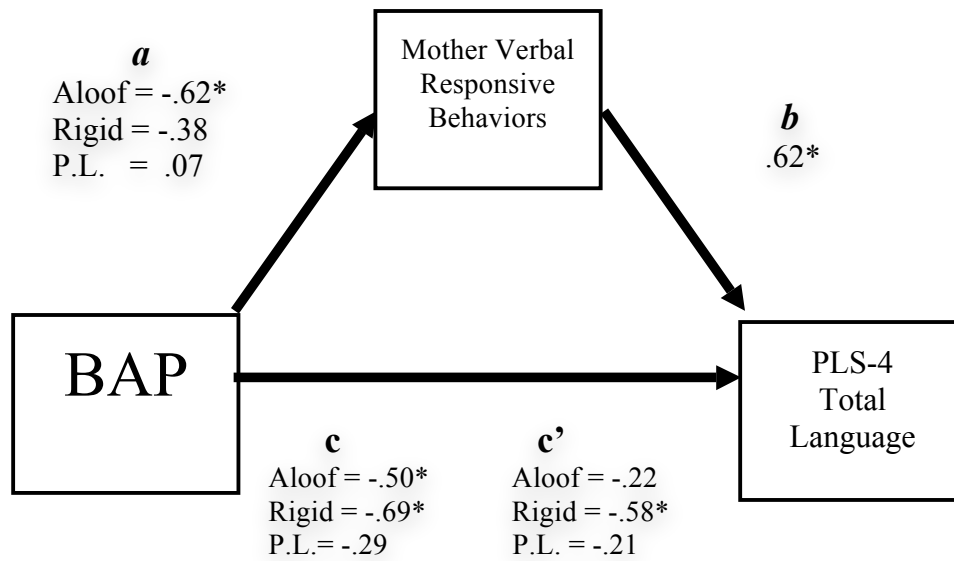 a
Aloof = -.62*
Rigid = -.38
P.L. = .07
Mother Verbal
Responsive
Behaviors
b
.62*
BAP
PLS-4
Total
Language
c
Aloof = -.50*
Rigid = -.69*
P.L.= -.29
c’
Aloof = -.22
Rigid = -.58*
P.L. = -.21